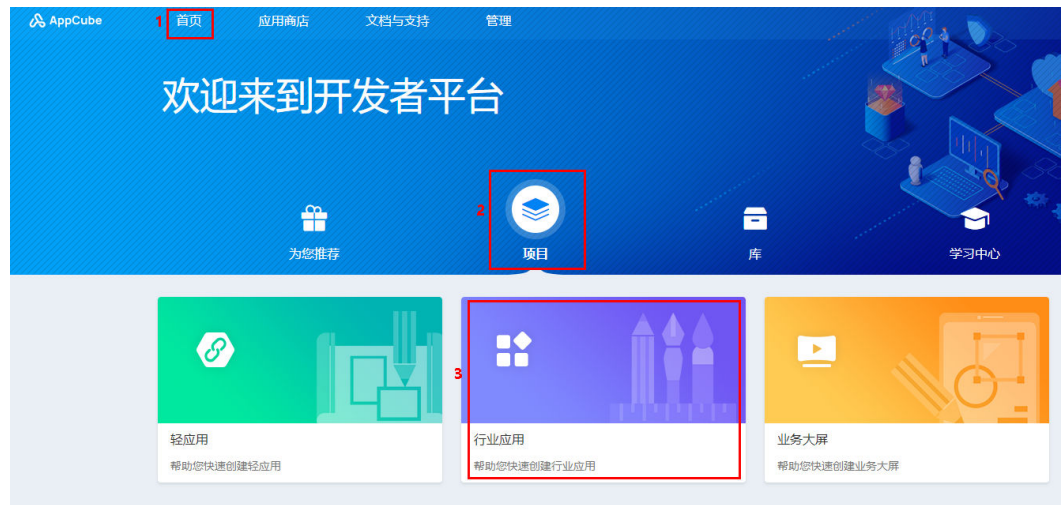 AppCube 1 首页 应用商店 文档与支持 管理
欢迎来到开发者平台
2
为您推荐 项目 库 学习中心
3
轻应用 行业应用 业务大屏
帮助您快速创建轻应用 帮助您快速创建行业应用 帮助您快速创建业务大屏